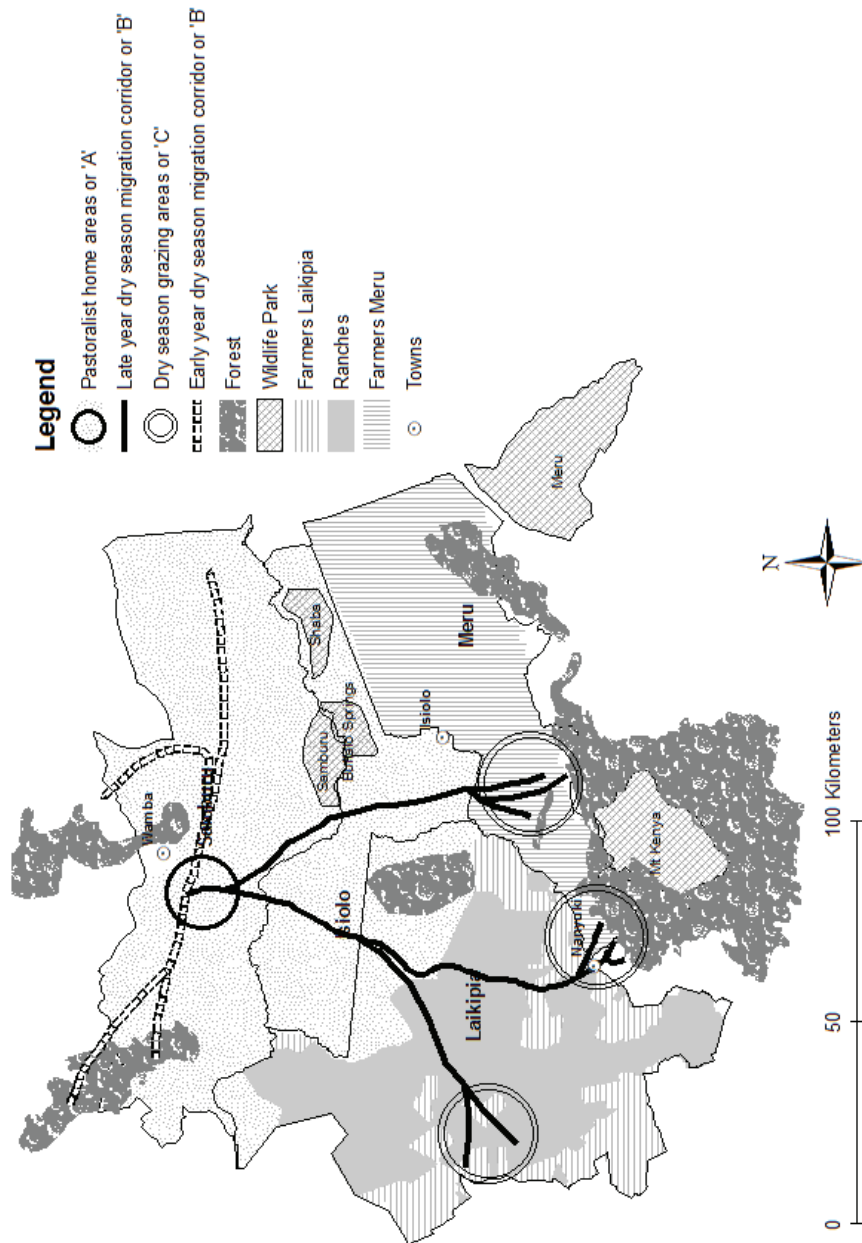 Legend
Pastoralist home areas or 'A'
Late year dry season migration corridor or 'B'
Dry season grazing areas or 'C'
Early year dry season migration corridor or 'B'
Forest
Wildlife Park
Farmers Laikipia
Ranches
Farmers Meru
Towns
Wamba
Samburu
Shaba
Buffalo Springs
Isiolo
Isiolo
Meru
Meru
Laikipia
Nanyuki
Mt Kenya
N
0
50
100 Kilometers